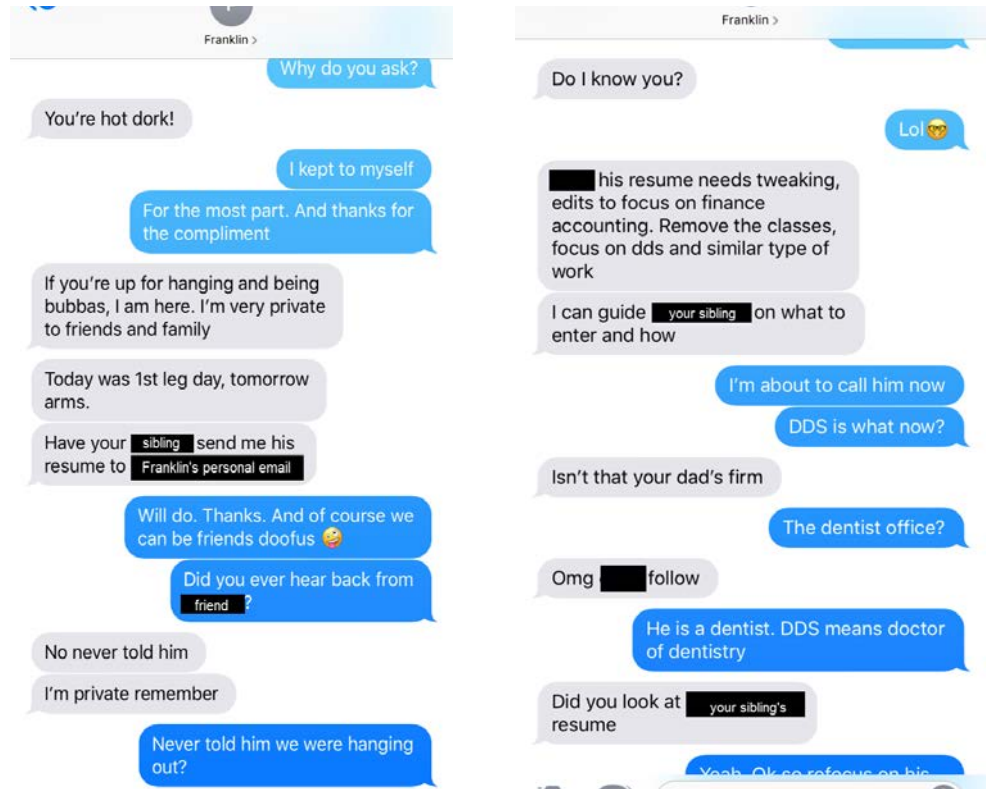 Franklin >
Why do you ask?
You're hot dork!
I kept to myself
For the most part. And thanks for
the compliment
If you're up for hanging and being
bubbas, I am here. I'm very private
to friends and family
Today was 1st leg day, tomorrow
arms.
Have your sibling send me his
resume to Franklin's personal email
Will do. Thanks. And of course we
can be friends doofus 🤪
Did you ever hear back from
friend ?
No never told him
I'm private remember
Never told him we were hanging
out?
Franklin >
Do I know you?
Lol🤓
his resume needs tweaking,
edits to focus on finance
accounting. Remove the classes,
focus on dds and similar type of
work
I can guide your sibling on what to
enter and how
I'm about to call him now
DDS is what now?
Isn't that your dad's firm
The dentist office?
Omg follow
He is a dentist. DDS means doctor
of dentistry
Did you look at your sibling's
resume
Yeah. Ok so refocus on his